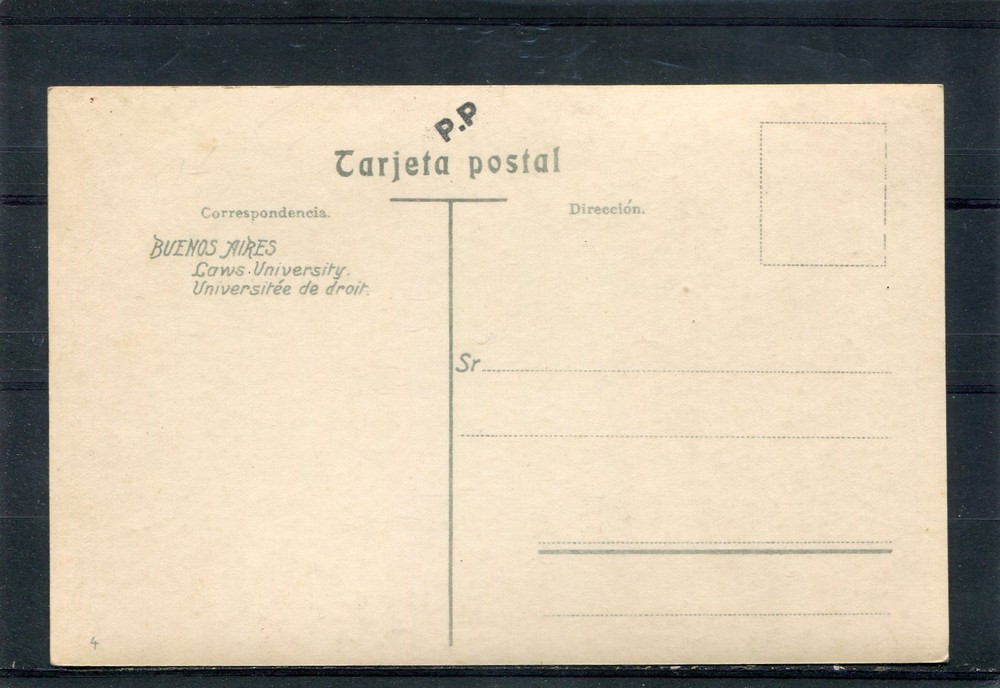 P.P
Tarjeta postal
Correspondencia.
Dirección.
BUENOS AIRES
Laws University.
Universitée de droit.
Sr
4